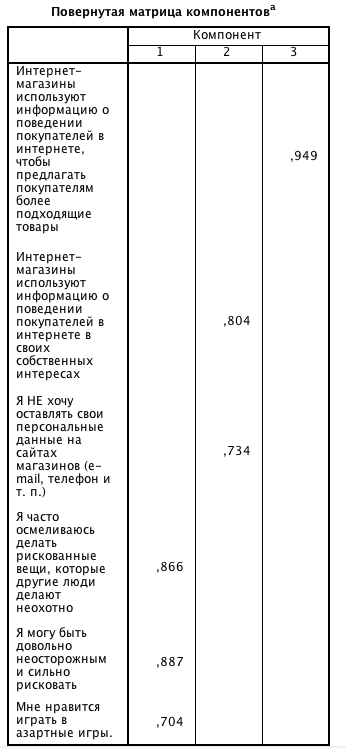 Повернутая матрица компонентовa
Компонент
1 2 3
Интернет-
магазины
используют
информацию о
поведении
покупателей в
интернете,
чтобы
предлагать
покупателям
более
подходящие
товары
,949
Интернет-
магазины
используют
информацию о
поведении
покупателей в
интернете в
своих
собственных
интересах
,804
Я НЕ хочу
оставлять свои
персональные
данные на
сайтах
магазинов (e-
mail, телефон и
т. п.)
,734
Я часто
осмеливаюсь
делать
рискованные
вещи, которые
другие люди
делают
неохотно
,866
Я могу быть
довольно
неосторожным
и сильно
рисковать
,887
Мне нравится
играть в
азартные игры.
,704